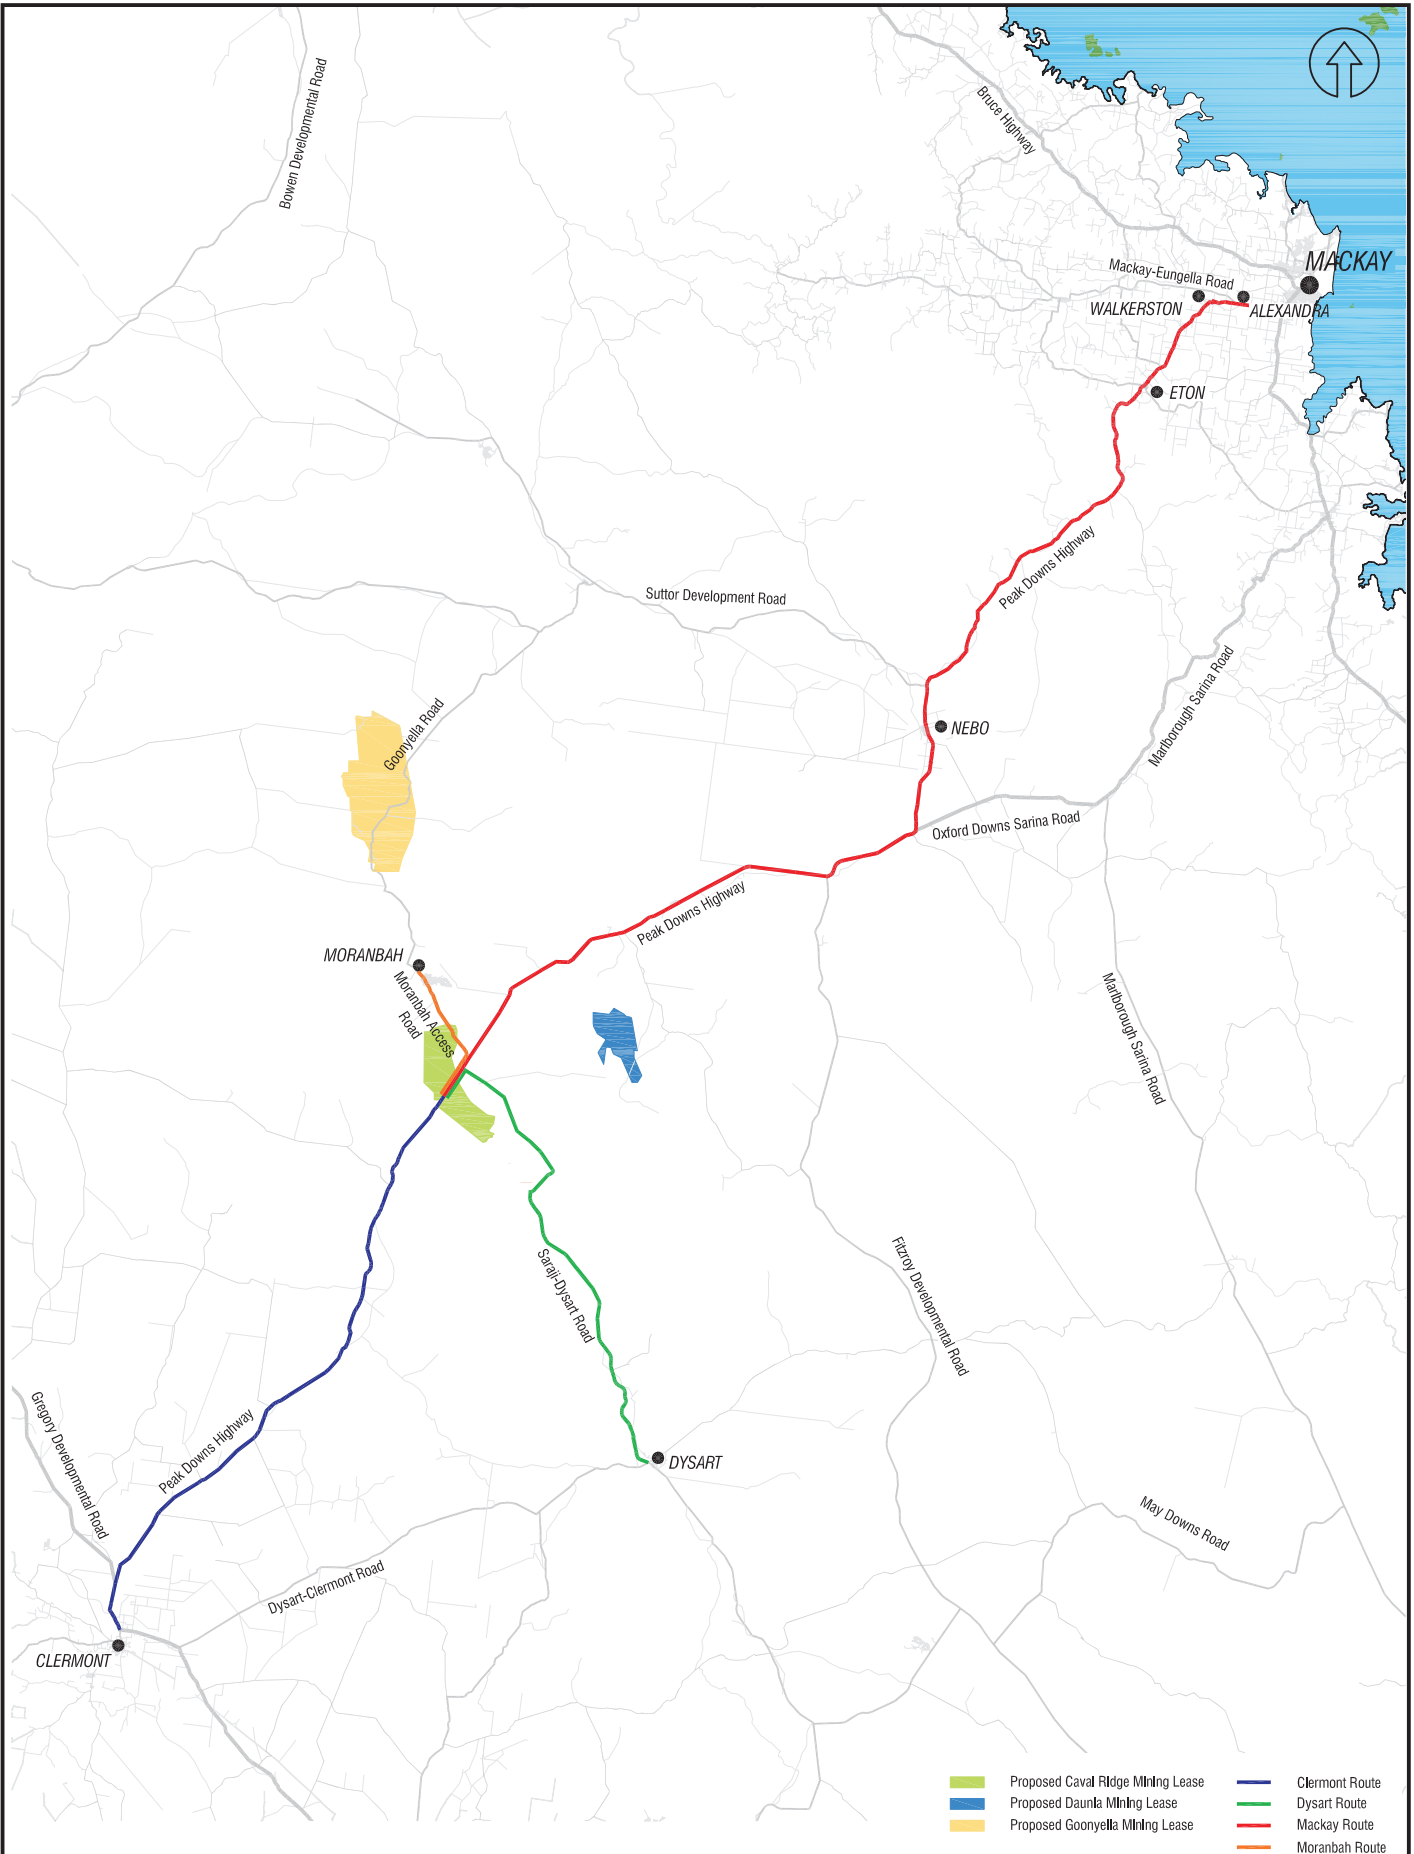 Bowen Developmental Road
Bruce Highway
MACKAY
Mackay-Eungella Road
WALKERSTON
ALEXANDRA
ETON
Peak Downs Highway
Suttor Development Road
Marlborough Sarina Road
Goonyella Road
NEBO
Oxford Downs Sarina Road
Peak Downs Highway
MORANBAH
Moranbah Access
Road
Marlborough Sarina Road
Saraji-Dysart Road
Fitzroy Developmental Road
Gregory Developmental Road
Peak Downs Highway
DYSART
May Downs Road
Dysart-Clermont Road
CLERMONT
Proposed Caval Ridge Mining Lease
Proposed Daunia Mining Lease
Proposed Goonyella Mining Lease
Clermont Route
Dysart Route
Mackay Route
Moranbah Route